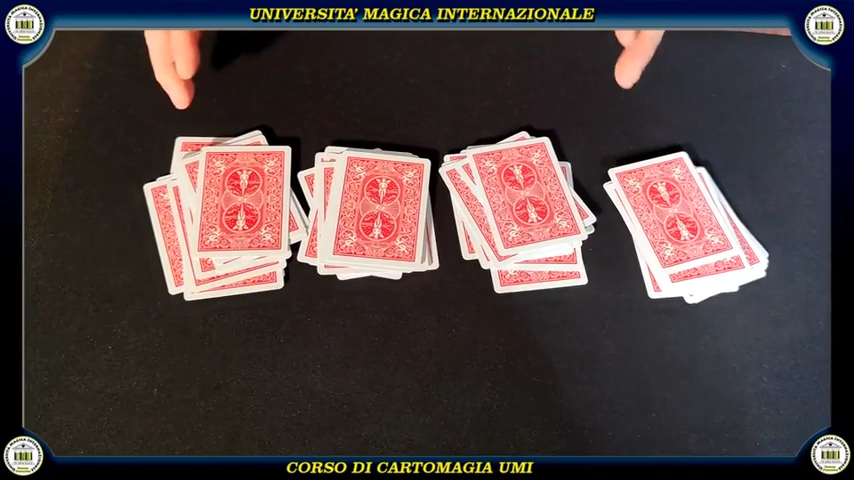 UNIVERSITA' MAGICA INTERNAZIONALE
CORSO DI CARTOMAGIA UMI